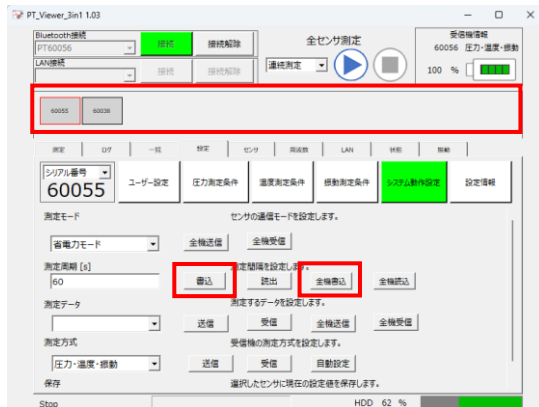 PT_Viewer_3in1 1.03
Bluetooth接続
PT60056 接続 接続解除
LAN接続
接続 接続解除
全センサ測定
連続測定
受信機情報
60056 圧力・温度・振動
100 %
60055 60038
測定 ログ 一覧 設定 センサ 周波数 LAN 状態 振動
シリアル番号
60055
ユーザー設定 圧力測定条件 温度測定条件 振動測定条件 システム動作設定 設定情報
測定モード センサの通信モードを設定します。
省電力モード 全機送信 全機受信
測定周期 [s] 測定間隔を設定します。
60 書込 読出 全機書込 全機読込
測定データ 測定するデータを設定します。
送信 受信 全機送信 全機受信
測定方式 受信機の測定方式を設定します。
圧力・温度・振動 送信 受信 自動設定
保存 選択したセンサに現在の設定値を保存します。
Stop HDD 62 %